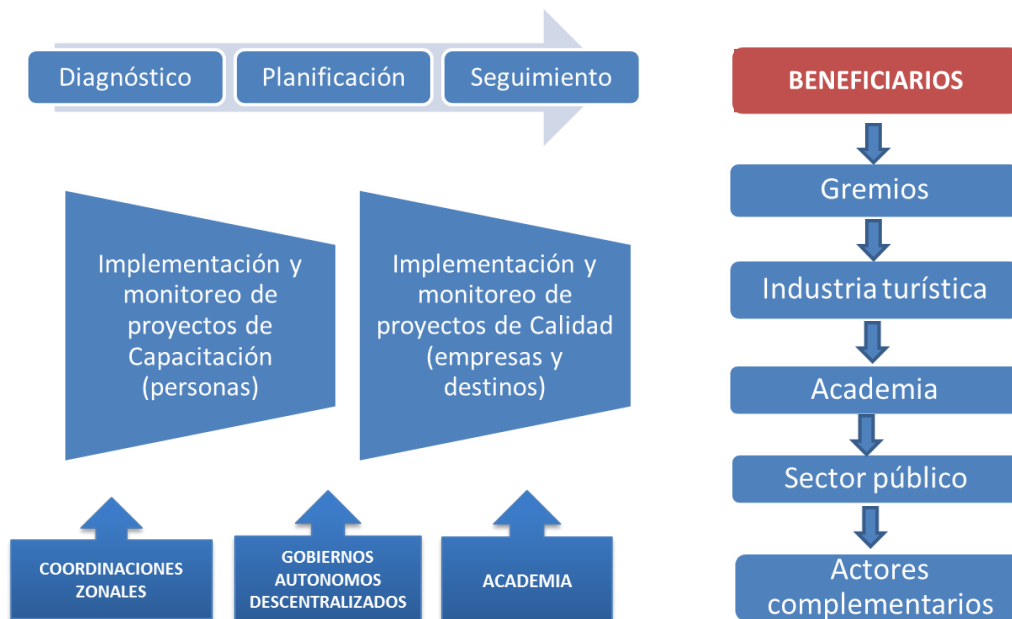 Diagnóstico
Planificación
Seguimiento
Implementación y
monitoreo de
proyectos de
Capacitación
(personas)
Implementación y
monitoreo de
proyectos de Calidad
(empresas y
destinos)
COORDINACIONES
ZONALES
GOBIERNOS
AUTONOMOS
DESCENTRALIZADOS
ACADEMIA
BENEFICIARIOS
Gremios
Industria turística
Academia
Sector público
Actores
complementarios